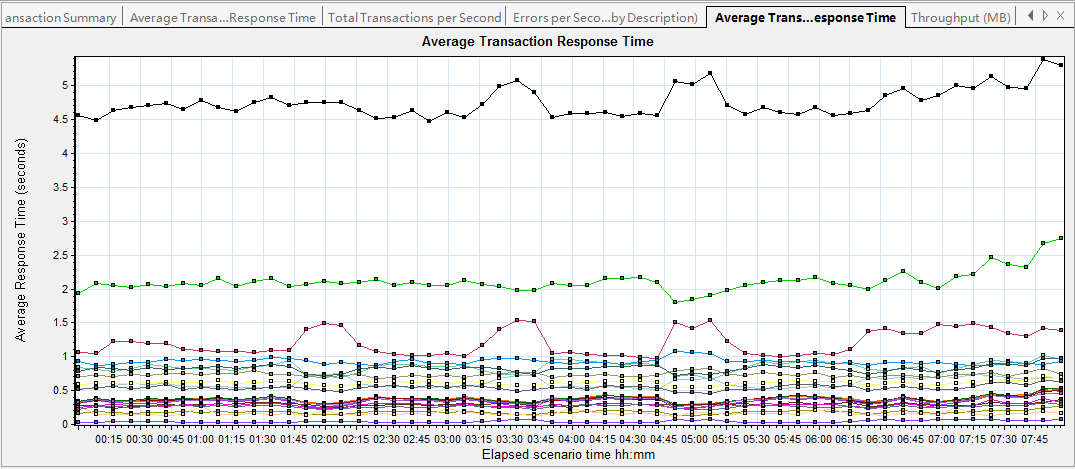 ansaction Summary Average Transa...Response Time Total Transactions per Second Errors per Seco...by Description) Average Trans...esponse Time Throughput (MB)
Average Transaction Response Time
Average Response Time (seconds)
5
4.5
4
3.5
3
2.5
2
1.5
1
0.5
0
00:15 00:30 00:45 01:00 01:15 01:30 01:45 02:00 02:15 02:30 02:45 03:00 03:15 03:30 03:45 04:00 04:15 04:30 04:45 05:00 05:15 05:30 05:45 06:00 06:15 06:30 06:45 07:00 07:15 07:30 07:45
Elapsed scenario time hh:mm